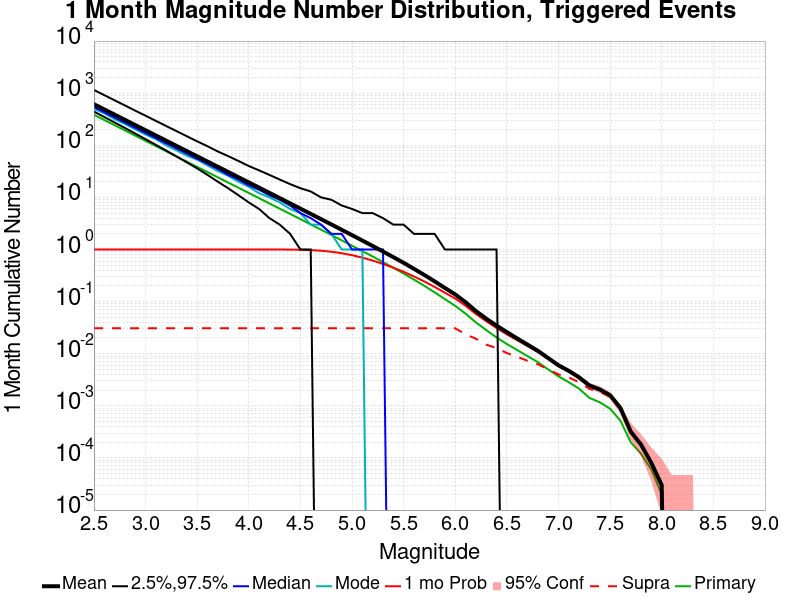 1 Month Magnitude Number Distribution, Triggered Events
1 Month Cumulative Number
10^4
10^3
10^2
10^1
10^0
10^-1
10^-2
10^-3
10^-4
10^-5
2.5 3.0 3.5 4.0 4.5 5.0 5.5 6.0 6.5 7.0 7.5 8.0 8.5 9.0
Magnitude
Mean 2.5%,97.5% Median Mode 1 mo Prob 95% Conf Supra Primary